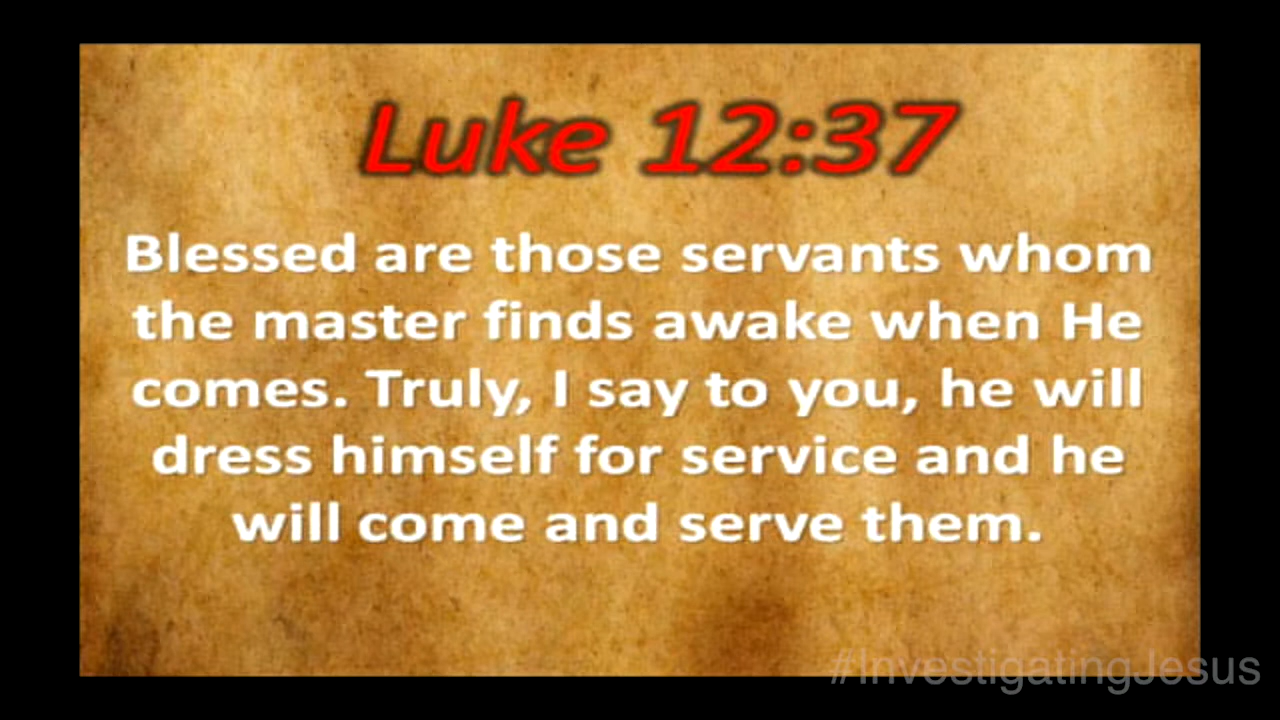 Luke 12:37
Blessed are those servants whom
the master finds awake when He
comes. Truly, I say to you, he will
dress himself for service and he
will come and serve them.
#InvestigatingJesus